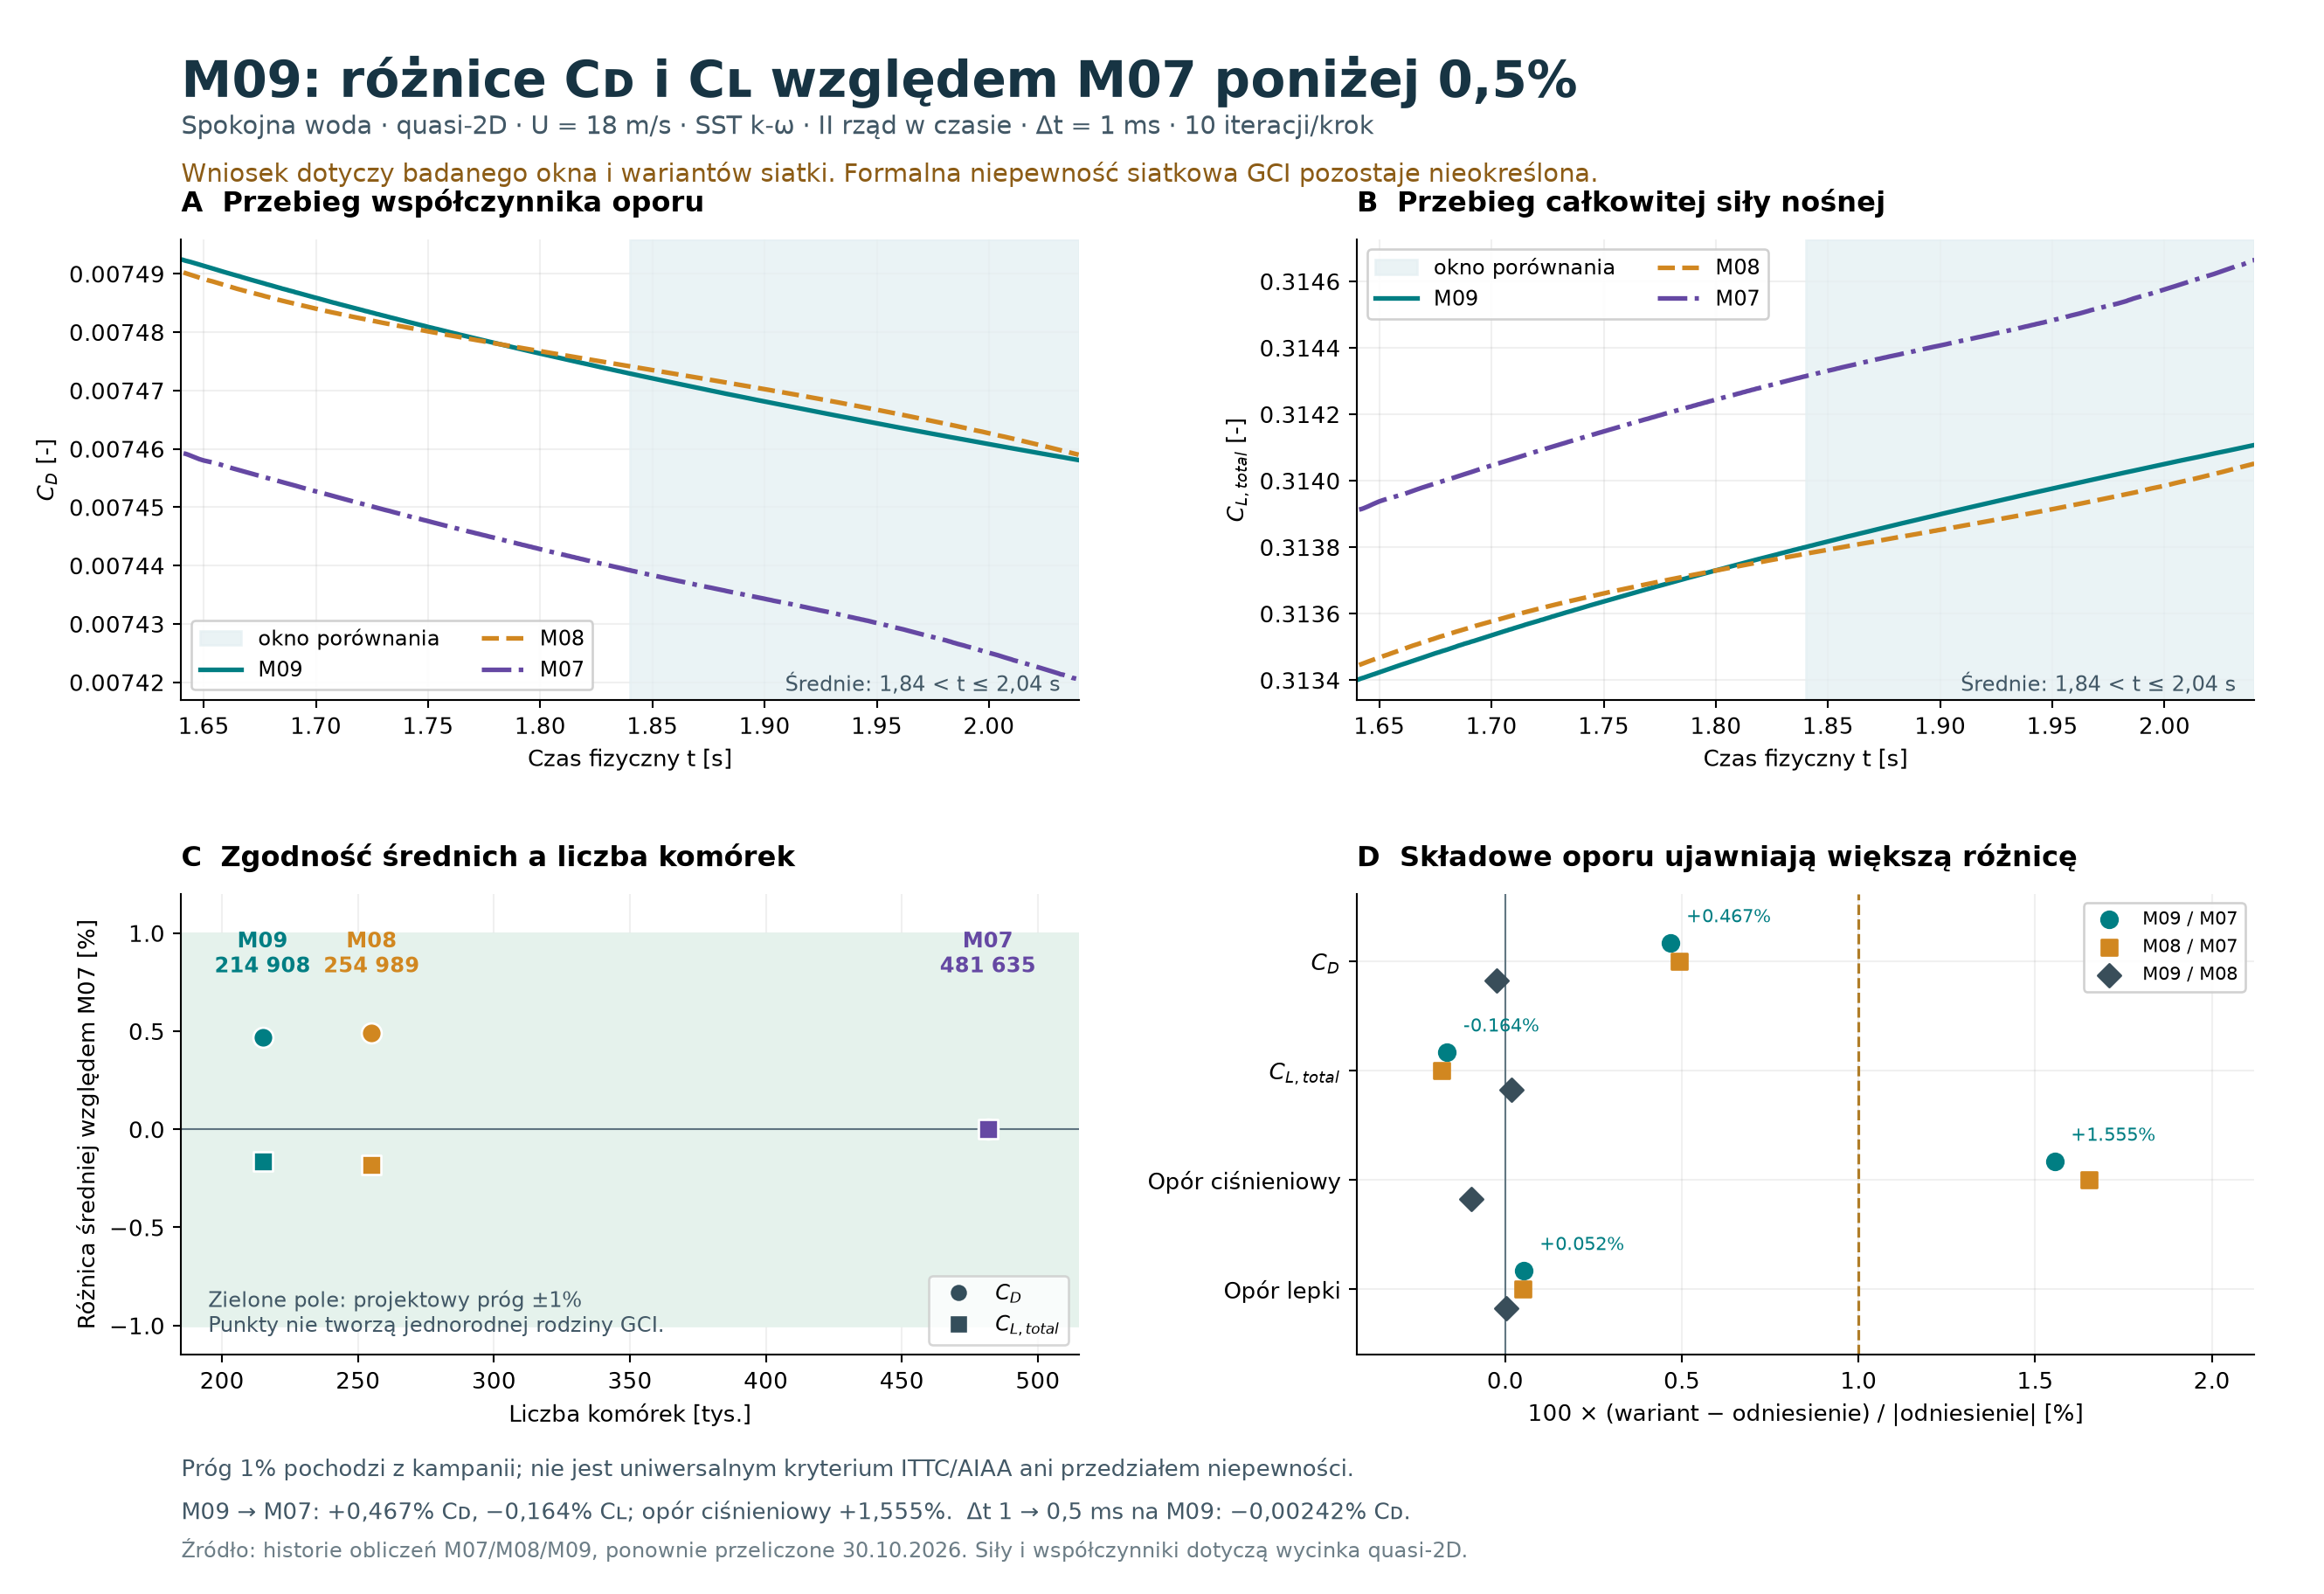 M09: różnice Cᴅ i Cʟ względem M07 poniżej 0,5%
Spokojna woda · quasi-2D · U = 18 m/s · SST k-ω · II rząd w czasie · Δt = 1 ms · 10 iteracji/krok
Wniosek dotyczy badanego okna i wariantów siatki. Formalna niepewność siatkowa GCI pozostaje nieokreślona.
A Przebieg współczynnika oporu
0.00749
0.00748
0.00747
0.00746
0.00745
0.00744
0.00743
0.00742
C_D [-]
okno porównania
M09
M08
M07
Średnie: 1,84 < t ≤ 2,04 s
1.65 1.70 1.75 1.80 1.85 1.90 1.95 2.00
Czas fizyczny t [s]
B Przebieg całkowitej siły nośnej
0.3146
0.3144
0.3142
0.3140
0.3138
0.3136
0.3134
C_{L, total} [-]
okno porównania
M09
M08
M07
Średnie: 1,84 < t ≤ 2,04 s
1.65 1.70 1.75 1.80 1.85 1.90 1.95 2.00
Czas fizyczny t [s]
C Zgodność średnich a liczba komórek
Różnica średniej względem M07 [%]
1.0
0.5
0.0
−0.5
−1.0
M09
214 908
M08
254 989
M07
481 635
Zielone pole: projektowy próg ±1%
Punkty nie tworzą jednorodnej rodziny GCI.
C_D
C_{L, total}
200 250 300 350 400 450 500
Liczba komórek [tys.]
D Składowe oporu ujawniają większą różnicę
C_D
C_{L, total}
Opór ciśnieniowy
Opór lepki
+0.467%
-0.164%
+1.555%
+0.052%
M09 / M07
M08 / M07
M09 / M08
0.0 0.5 1.0 1.5 2.0
100 × (wariant − odniesienie) / |odniesienie| [%]
Próg 1% pochodzi z kampanii; nie jest uniwersalnym kryterium ITTC/AIAA ani przedziałem niepewności.
M09 → M07: +0,467% Cᴅ, −0,164% Cʟ; opór ciśnieniowy +1,555%. Δt 1 → 0,5 ms na M09: −0,00242% Cᴅ.
Źródło: historie obliczeń M07/M08/M09, ponownie przeliczone 30.10.2026. Siły i współczynniki dotyczą wycinka quasi-2D.